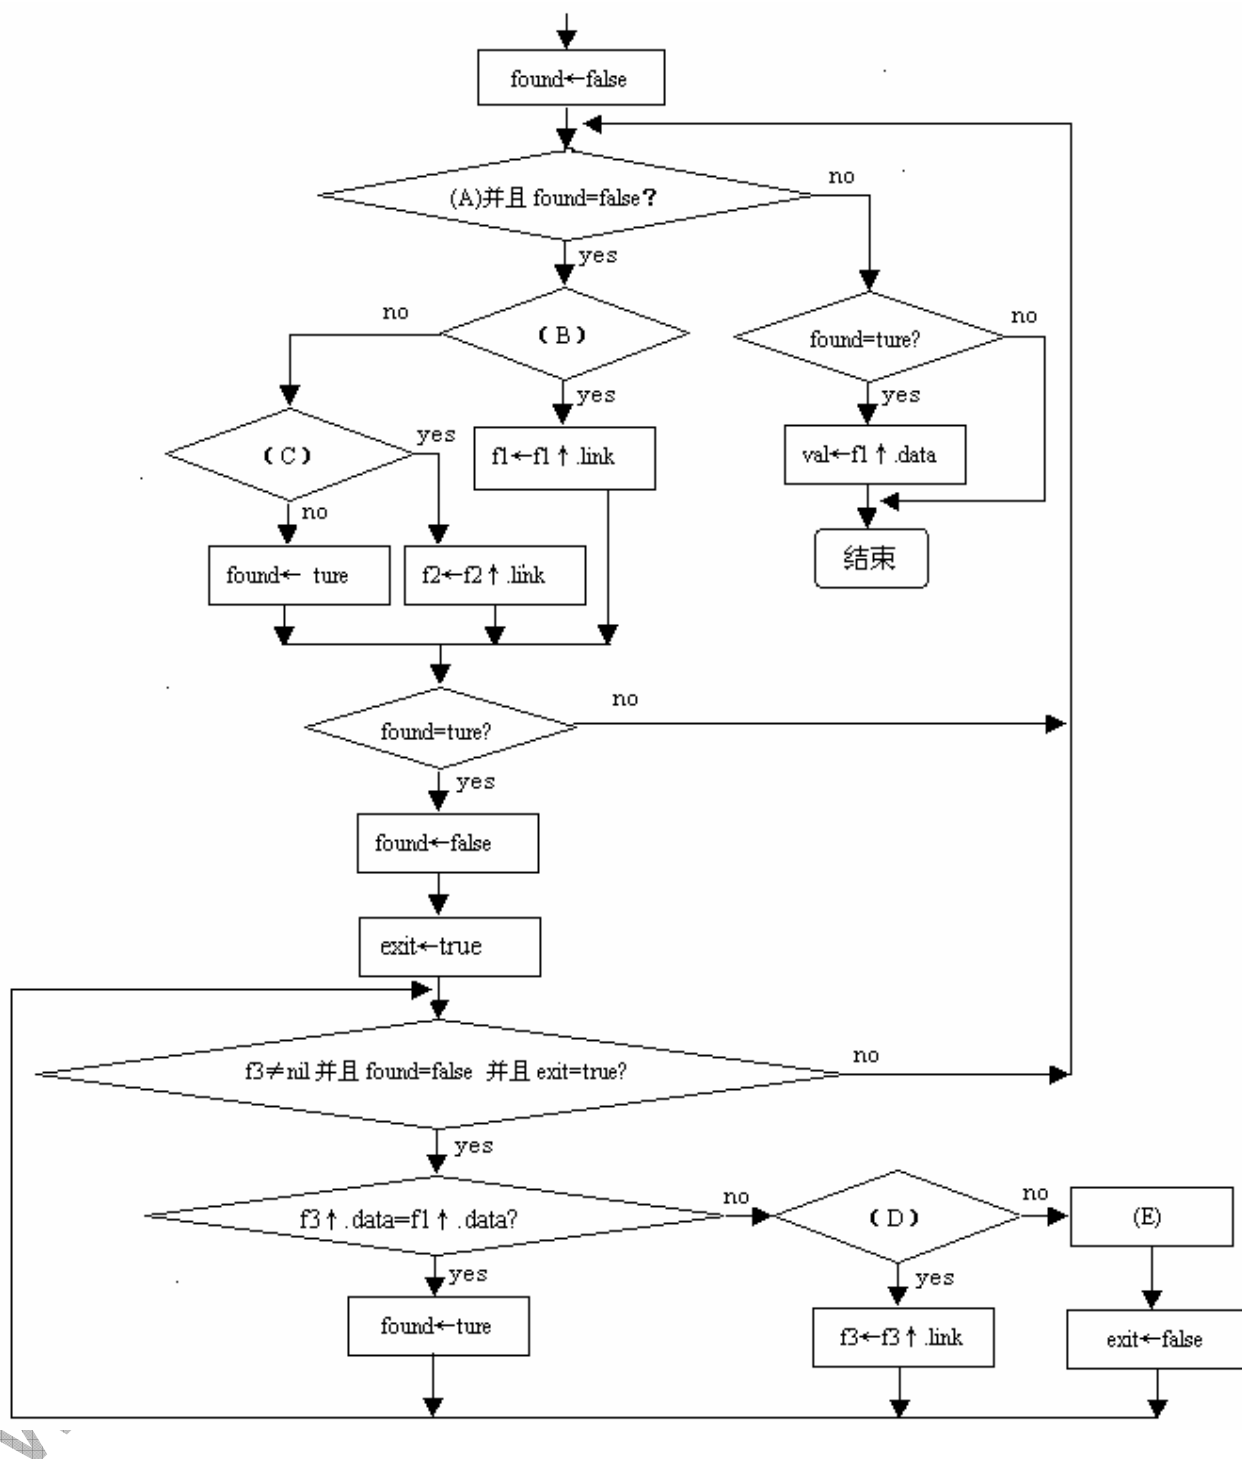 found←false
(A)并且 found=false?
no
yes
(B)
no
found=ture?
no
yes
yes
(C)
yes
f1←f1↑.link
val←f1↑.data
no
found← ture
f2←f2↑.link
结束
found=ture?
no
yes
found←false
exit←true
f3≠nil 并且 found=false 并且 exit=true?
no
yes
f3↑.data=f1↑.data?
no
(D)
no
(E)
yes
yes
found←ture
f3←f3↑.link
exit←false